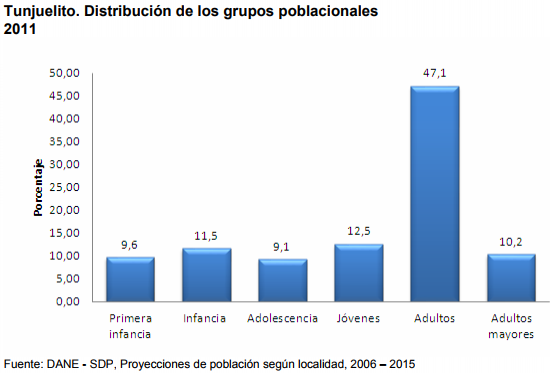 Tunjuelito. Distribución de los grupos poblacionales
2011
Porcentaje
50,00
45,00
40,00
35,00
30,00
25,00
20,00
15,00
10,00
5,00
0,00
9,6
11,5
9,1
12,5
47,1
10,2
Primera
infancia
Infancia
Adolescencia
Jóvenes
Adultos
Adultos
mayores
Fuente: DANE - SDP, Proyecciones de población según localidad, 2006 – 2015